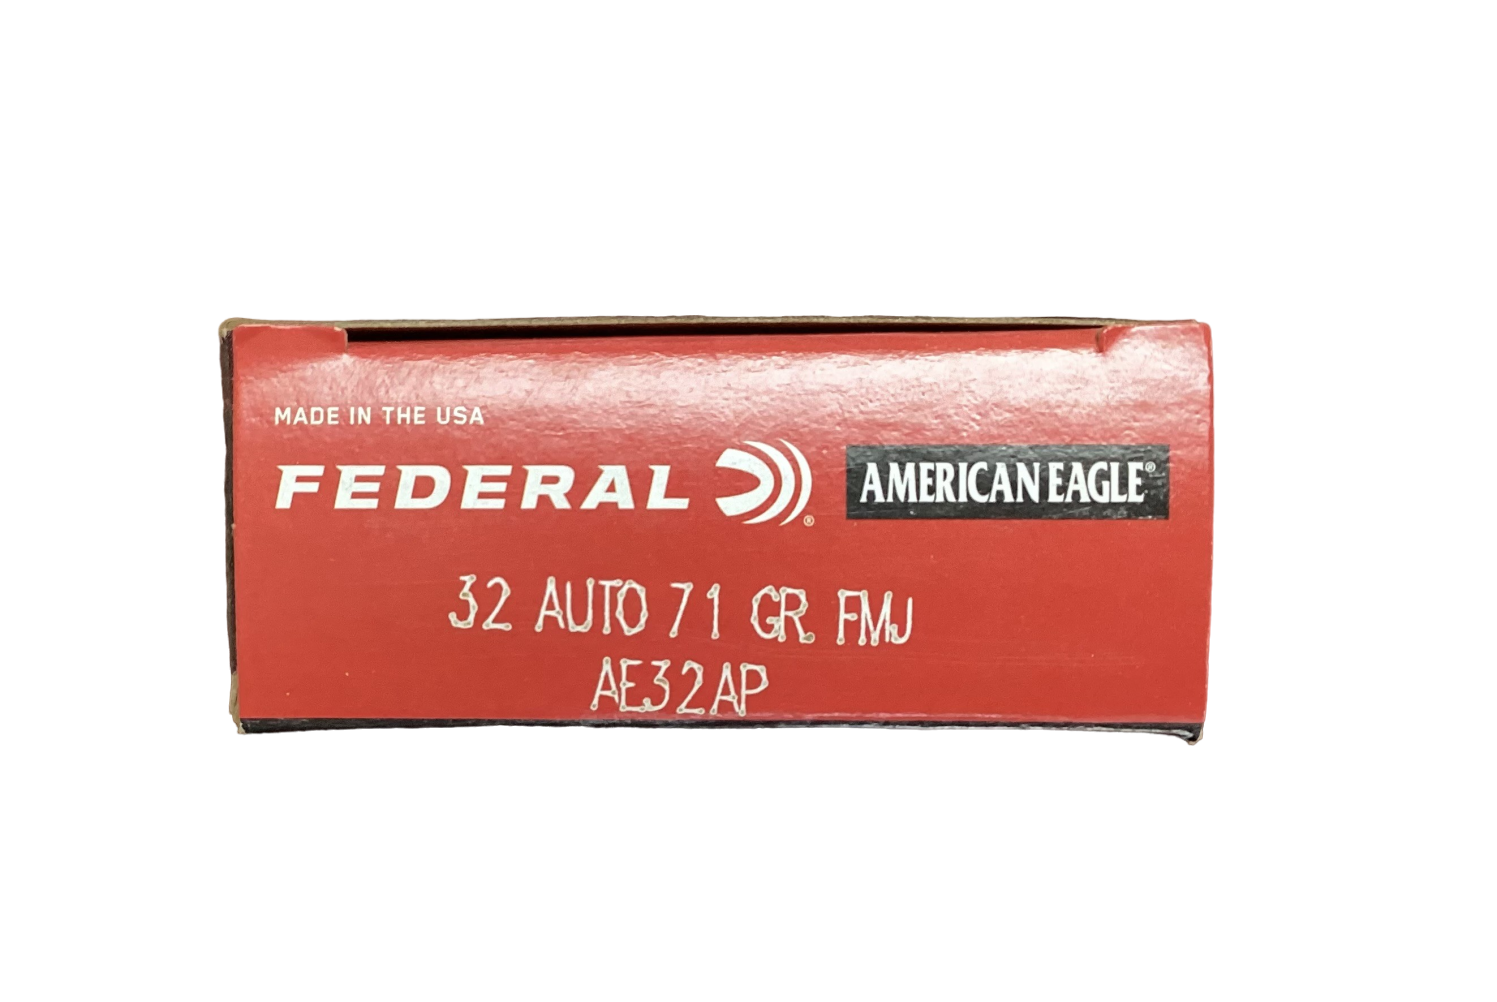 MADE IN THE USA
FEDERAL® AMERICAN EAGLE®
32 AUTO 71 GR. FMJ
AE32AP